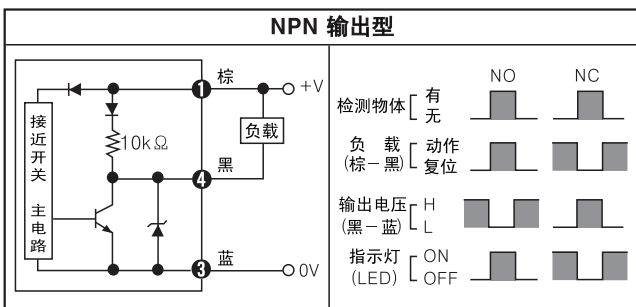 NPN 输出型
接近开关 主电路
10kΩ
1
棕
+V
负载
4
黑
3
蓝
0V
NO NC
检测物体 有
无
负 载 动作
(棕－黑) 复位
输出电压 H
(黑－蓝) L
指示灯 ON
(LED) OFF